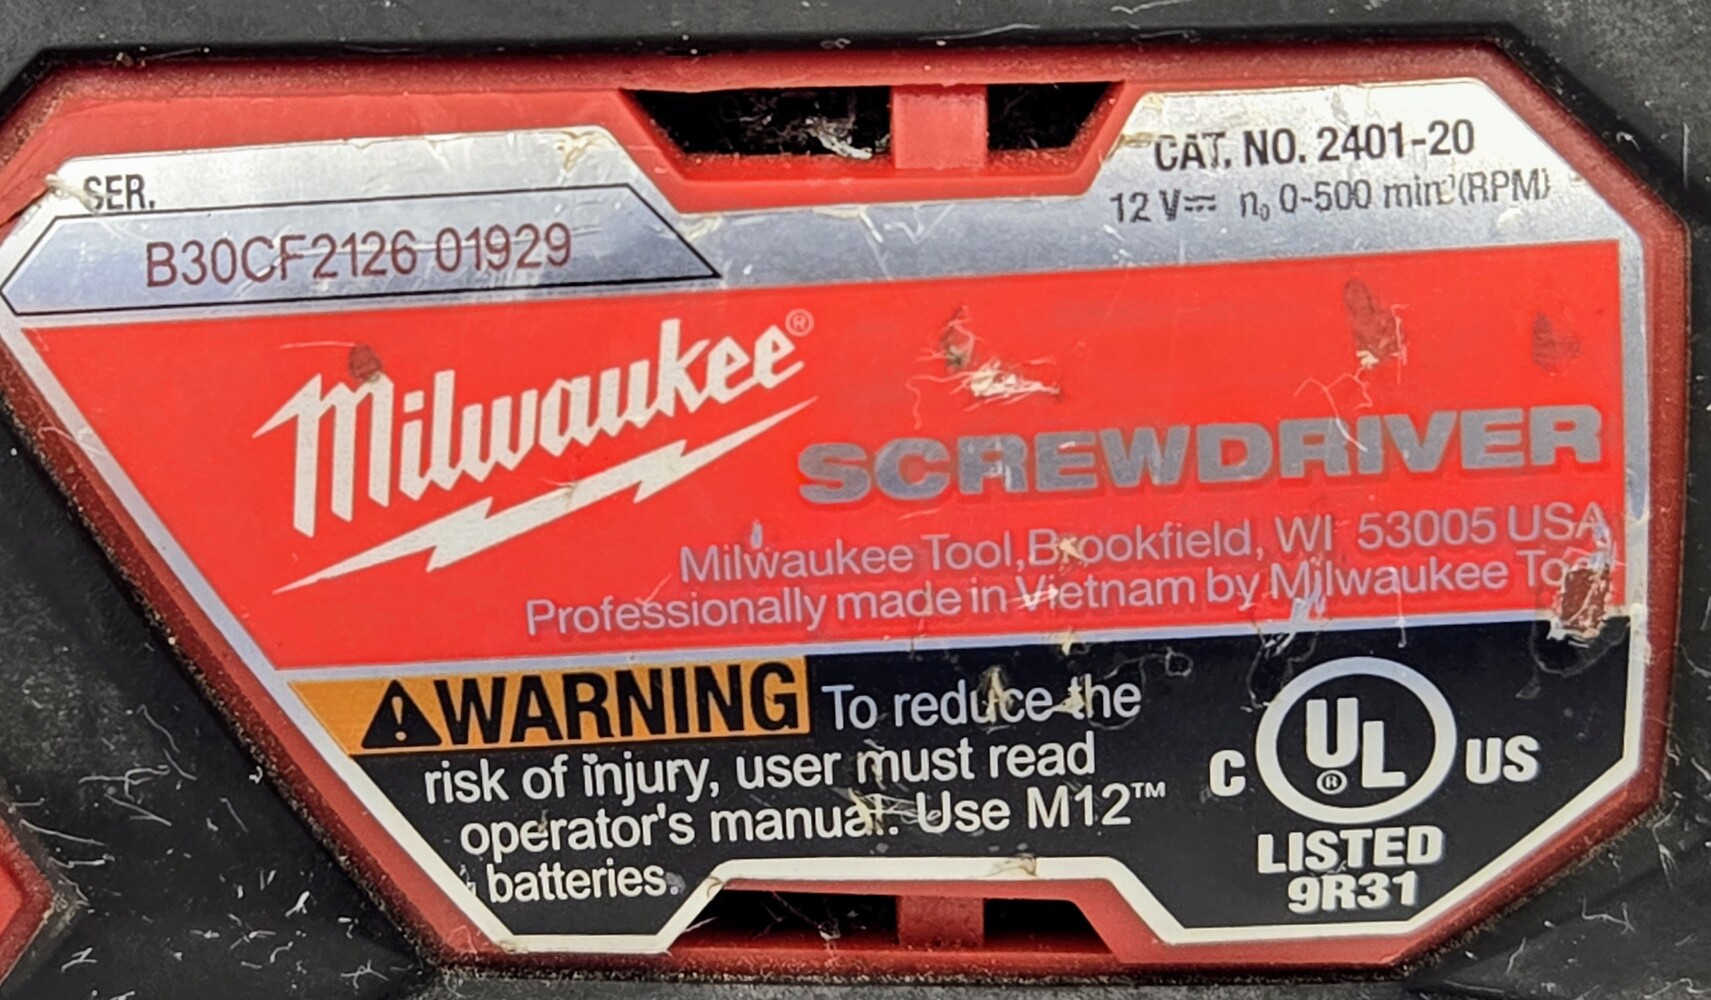 SER.
B30CF2126 01929
CAT. NO. 2401-20
12 V⎓ n₀ 0-500 min⁻¹(RPM)
Milwaukee®
SCREWDRIVER
Milwaukee Tool, Brookfield, WI 53005 USA
Professionally made in Vietnam by Milwaukee Tool
⚠WARNING To reduce the
risk of injury, user must read
operator's manual. Use M12™
batteries.
C UL® US
LISTED
9R31